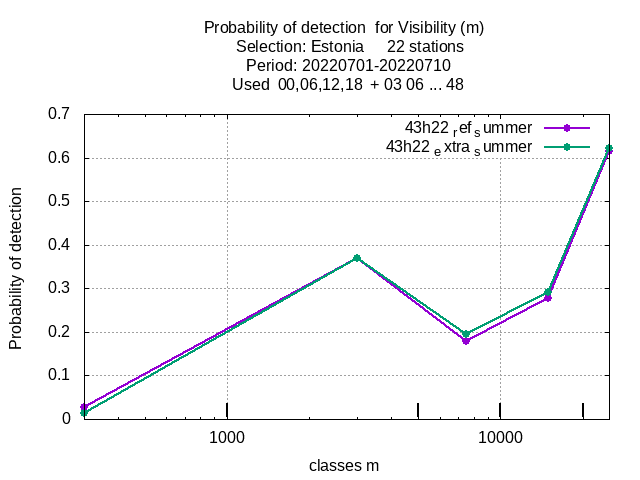 Probability of detection  for Visibility (m)
Selection: Estonia     22 stations
Period: 20220701-20220710
Used  00,06,12,18  + 03 06 ... 48
43h22 ref summer
43h22 extra summer
0.7
0.6
0.5
0.4
0.3
0.2
0.1
0
Probability of detection
1000
10000
classes m